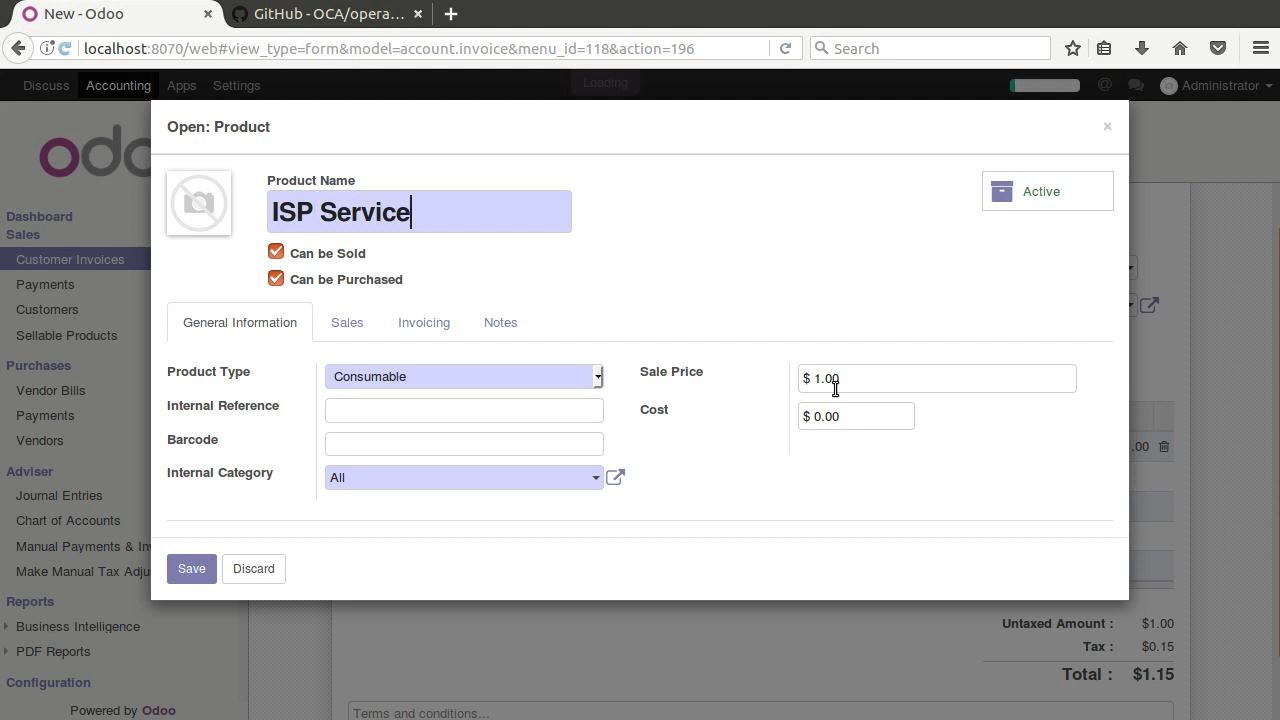 New - Odoo
GitHub - OCA/opera...
localhost:8070/web#view_type=form&model=account.invoice&menu_id=118&action=196
Search
Discuss
Accounting
Apps
Settings
Loading
Administrator
odo
Open: Product
Product Name
ISP Service
Active
Can be Sold
Can be Purchased
General Information
Sales
Invoicing
Notes
Product Type
Consumable
Sale Price
$ 1.00
Internal Reference
Cost
$ 0.00
Barcode
Internal Category
All
Save
Discard
Dashboard
Sales
Customer Invoices
Payments
Customers
Sellable Products
Purchases
Vendor Bills
Payments
Vendors
Adviser
Journal Entries
Chart of Accounts
Manual Payments & Inv
Make Manual Tax Adju
Reports
Business Intelligence
PDF Reports
Configuration
Powered by Odoo
.00
Untaxed Amount : $1.00
Tax : $0.15
Total : $1.15
Terms and conditions...